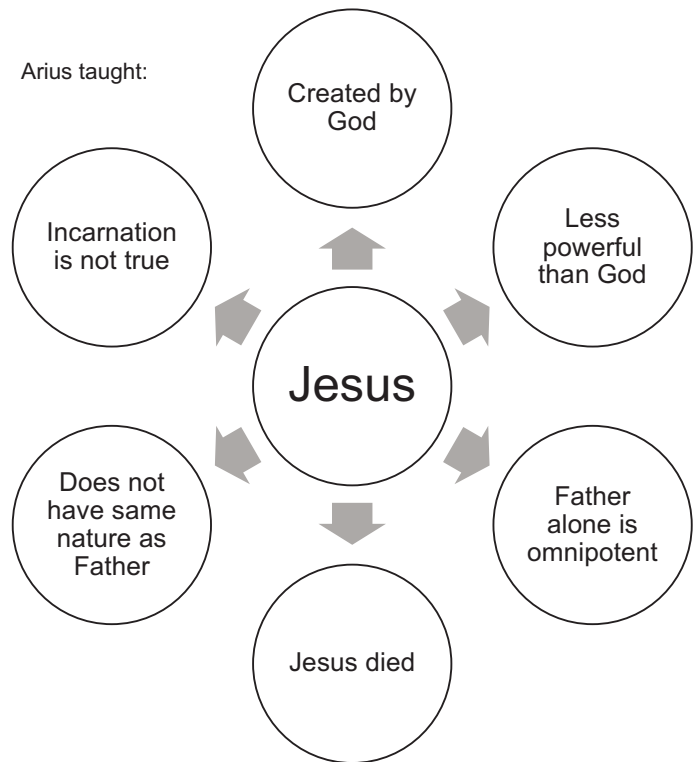 Arius taught:
Created by
God
Less
powerful
than God
Father
alone is
omnipotent
Jesus died
Does not
have same
nature as
Father
Incarnation
is not true
Jesus